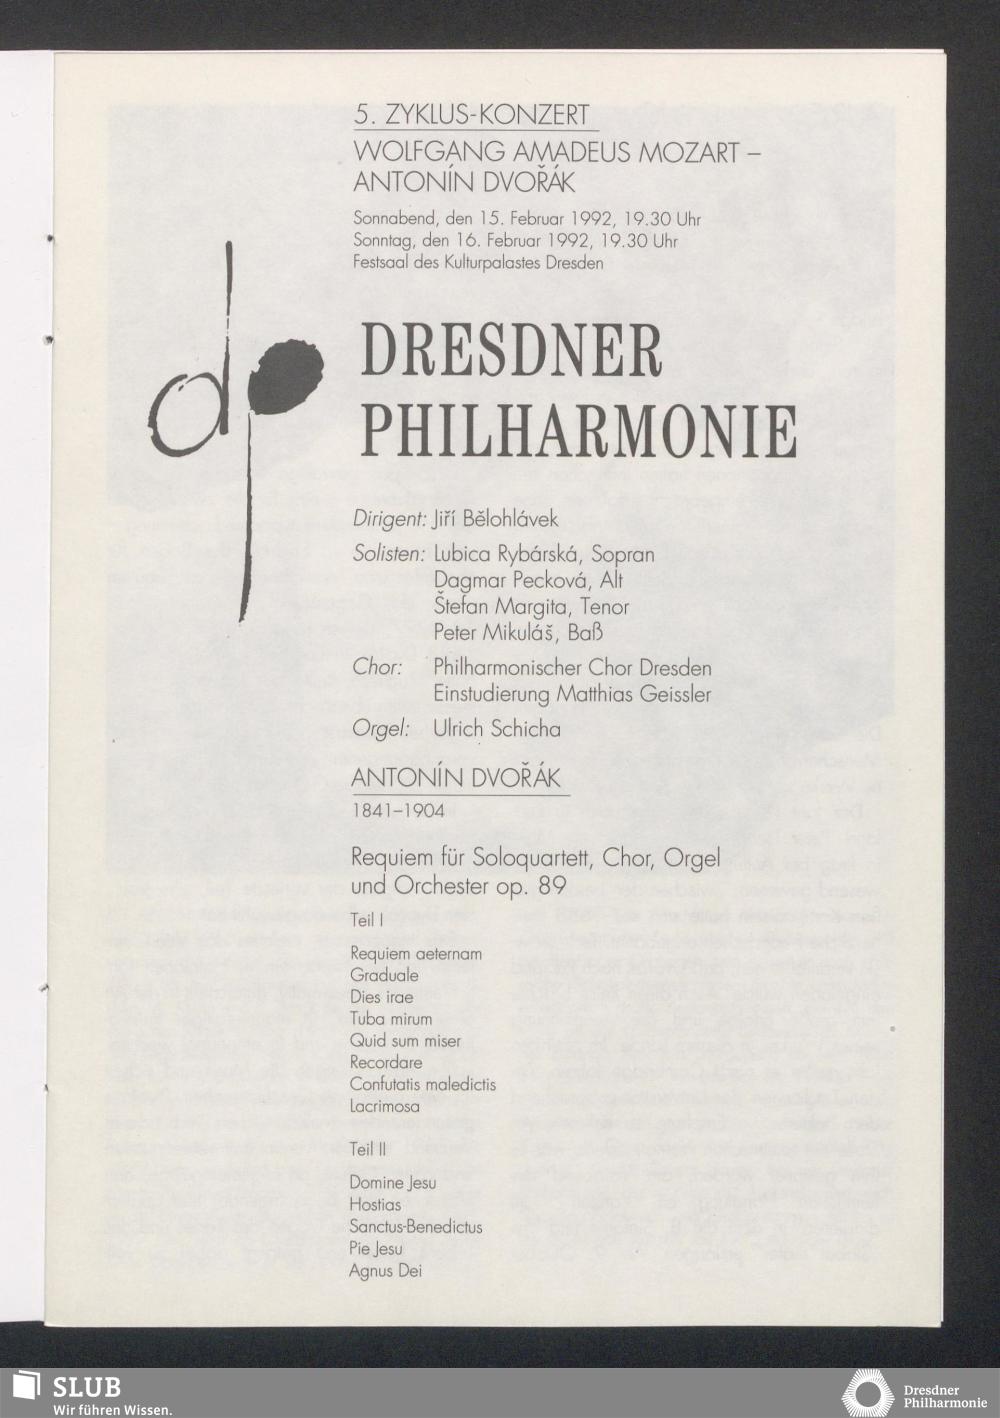 5. ZYKLUS-KONZERT
WOLFGANG AMADEUS MOZART –
ANTONÍN DVOŘÁK
Sonnabend, den 15. Februar 1992, 19.30 Uhr
Sonntag, den 16. Februar 1992, 19.30 Uhr
Festsaal des Kulturpalastes Dresden
dp
DRESDNER
PHILHARMONIE
Dirigent: Jiří Bělohlávek
Solisten: Lubica Rybárská, Sopran
Dagmar Pecková, Alt
Štefan Margita, Tenor
Peter Mikuláš, Baß
Chor: Philharmonischer Chor Dresden
Einstudierung Matthias Geissler
Orgel: Ulrich Schicha
ANTONÍN DVOŘÁK
1841–1904
Requiem für Soloquartett, Chor, Orgel
und Orchester op. 89
Teil I
Requiem aeternam
Graduale
Dies irae
Tuba mirum
Quid sum miser
Recordare
Confutatis maledictis
Lacrimosa
Teil II
Domine Jesu
Hostias
Sanctus-Benedictus
Pie Jesu
Agnus Dei
SLUB
Wir führen Wissen.
Dresdner
Philharmonie